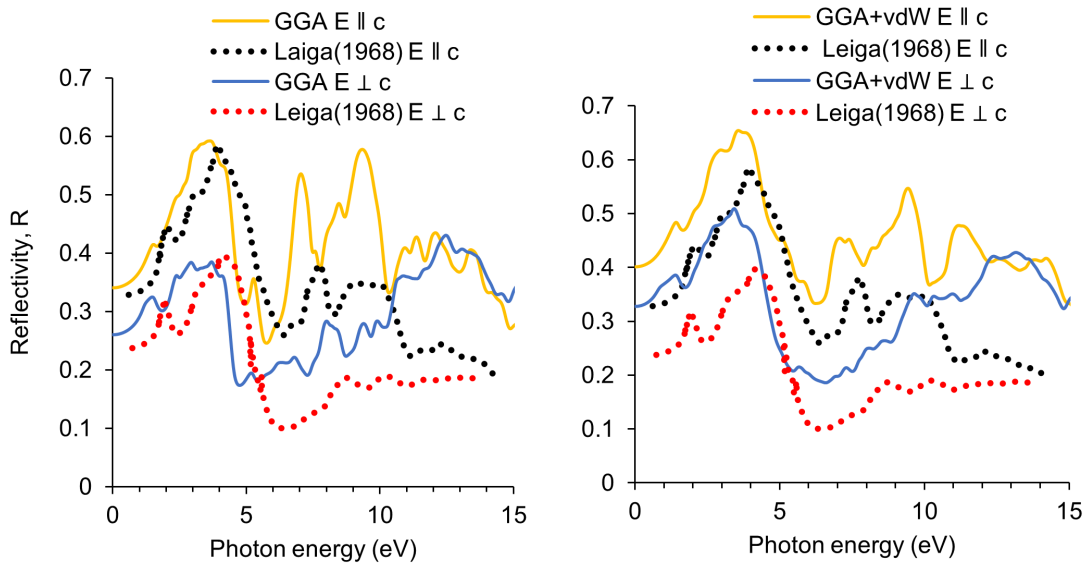 GGA E ∥ c
Laiga(1968) E ∥ c
GGA E ⊥ c
Leiga(1968) E ⊥ c
0.7
0.6
0.5
0.4
0.3
0.2
0.1
0
Reflectivity, R
0 5 10 15
Photon energy (eV)
GGA+vdW E ∥ c
Leiga(1968) E ∥ c
GGA+vdW E ⊥ c
Leiga(1968) E ⊥ c
0.7
0.6
0.5
0.4
0.3
0.2
0.1
0
0 5 10 15
Photon energy (eV)